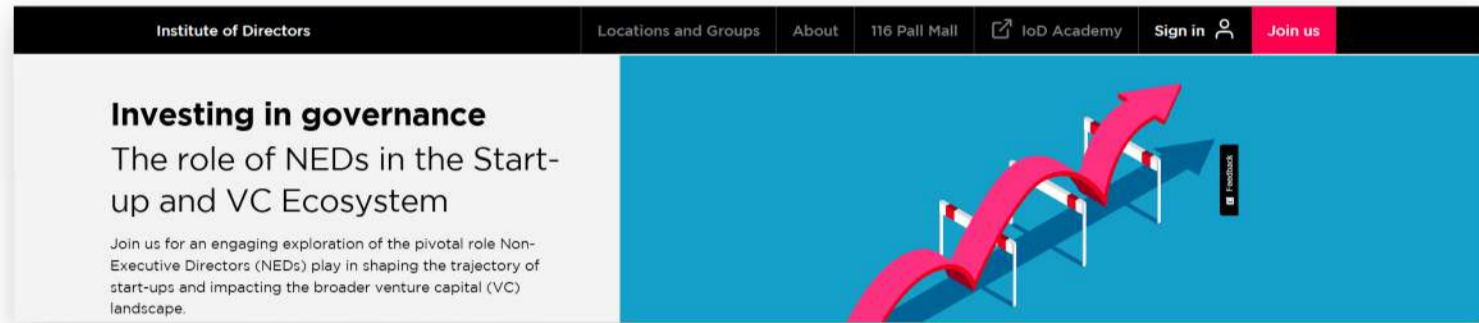 Institute of Directors
Locations and Groups
About
116 Pall Mall
IoD Academy
Sign in
Join us
Investing in governance
The role of NEDs in the Start-
up and VC Ecosystem
Join us for an engaging exploration of the pivotal role Non-
Executive Directors (NEDs) play in shaping the trajectory of
start-ups and impacting the broader venture capital (VC)
landscape.
Feedback